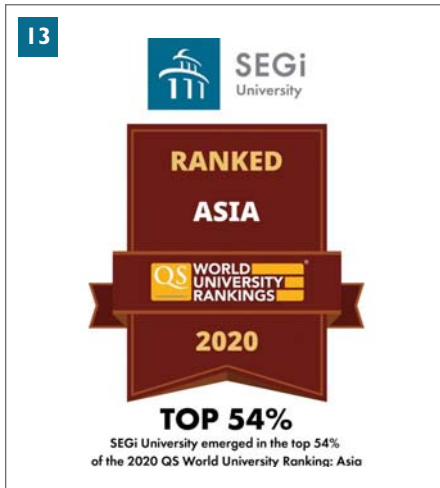 13
SEGi
University
RANKED
ASIA
QS WORLD
UNIVERSITY
RANKINGS®
2020
TOP 54%
SEGi University emerged in the top 54%
of the 2020 QS World University Ranking: Asia